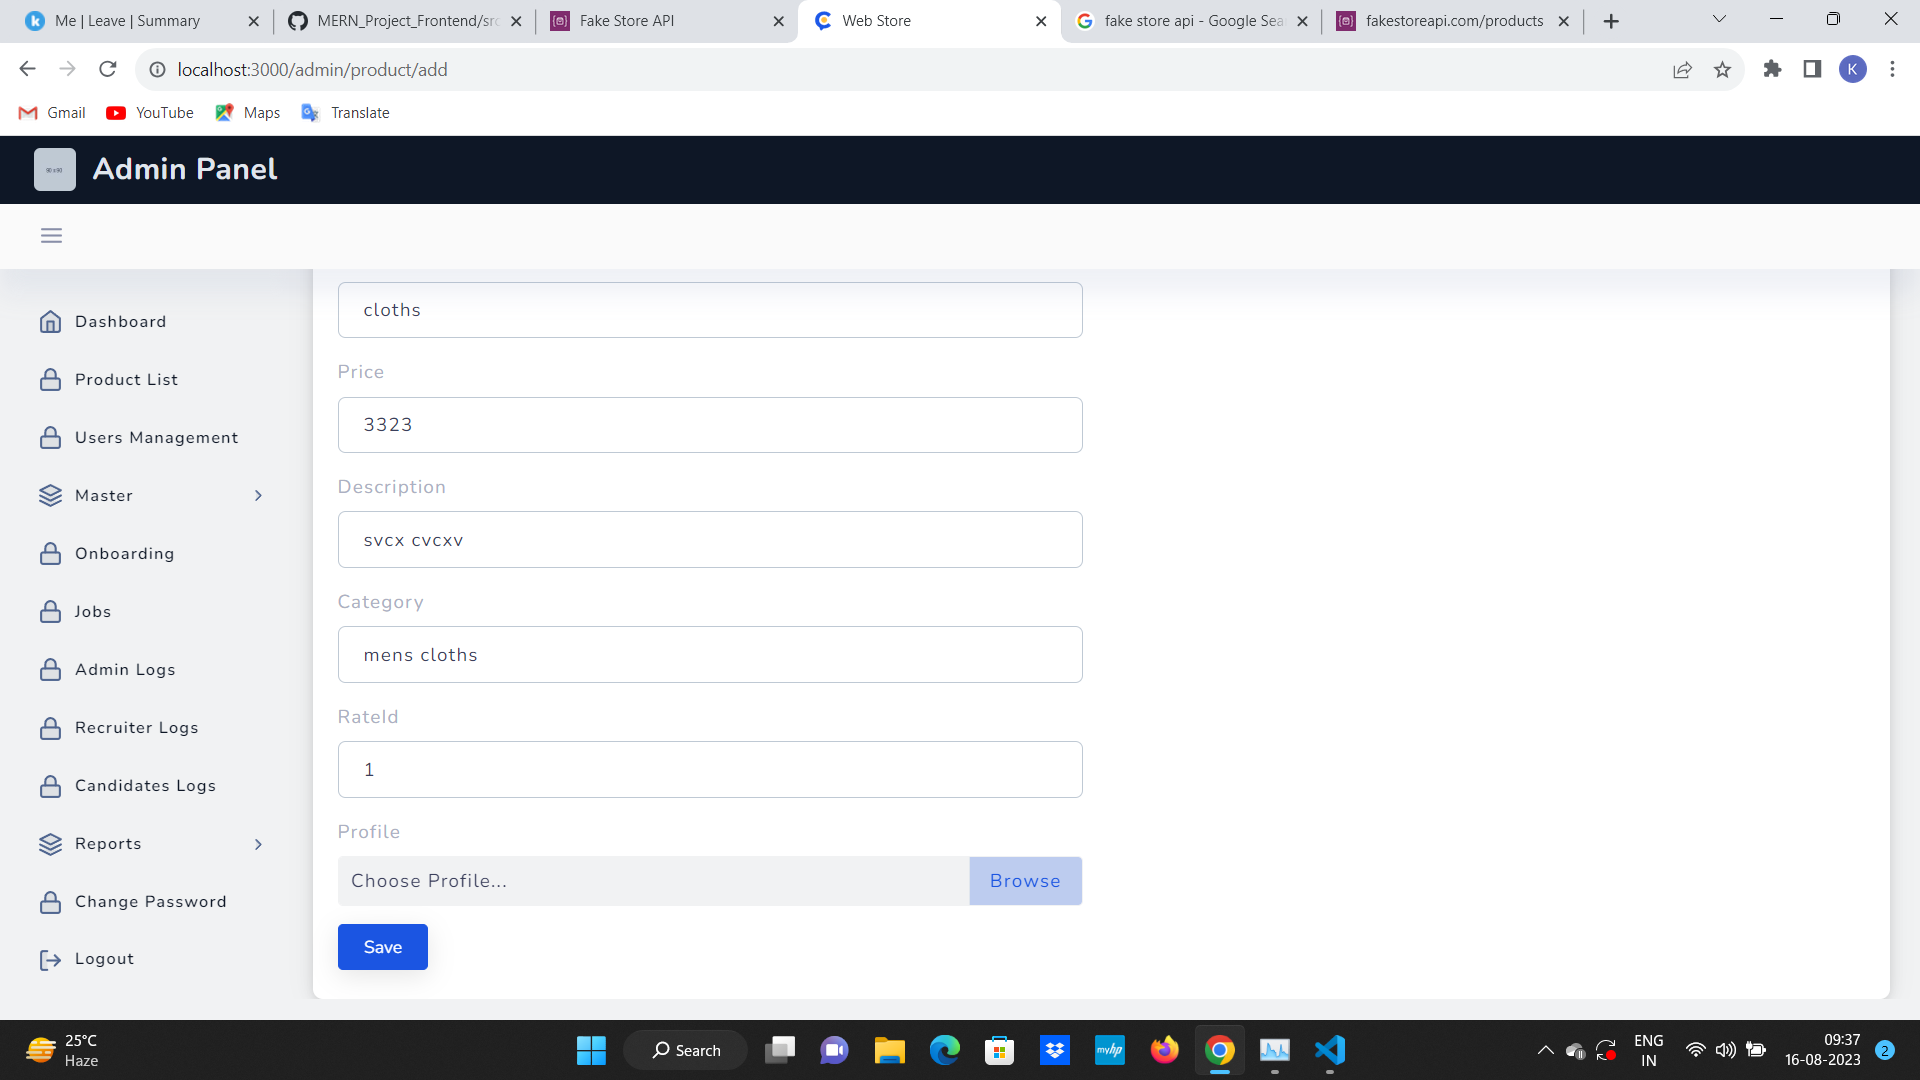 Me | Leave | Summary
MERN_Project_Frontend/src
Fake Store API
Web Store
fake store api - Google Sea
fakestoreapi.com/products
localhost:3000/admin/product/add
K
Gmail
YouTube
Maps
Translate
Admin Panel
Dashboard
Product List
Users Management
Master
Onboarding
Jobs
Admin Logs
Recruiter Logs
Candidates Logs
Reports
Change Password
Logout
cloths
Price
3323
Description
svcx cvcxv
Category
mens cloths
RateId
1
Profile
Choose Profile...
Browse
Save
25°C
Haze
Search
myhp
ENG
IN
09:37
16-08-2023
2